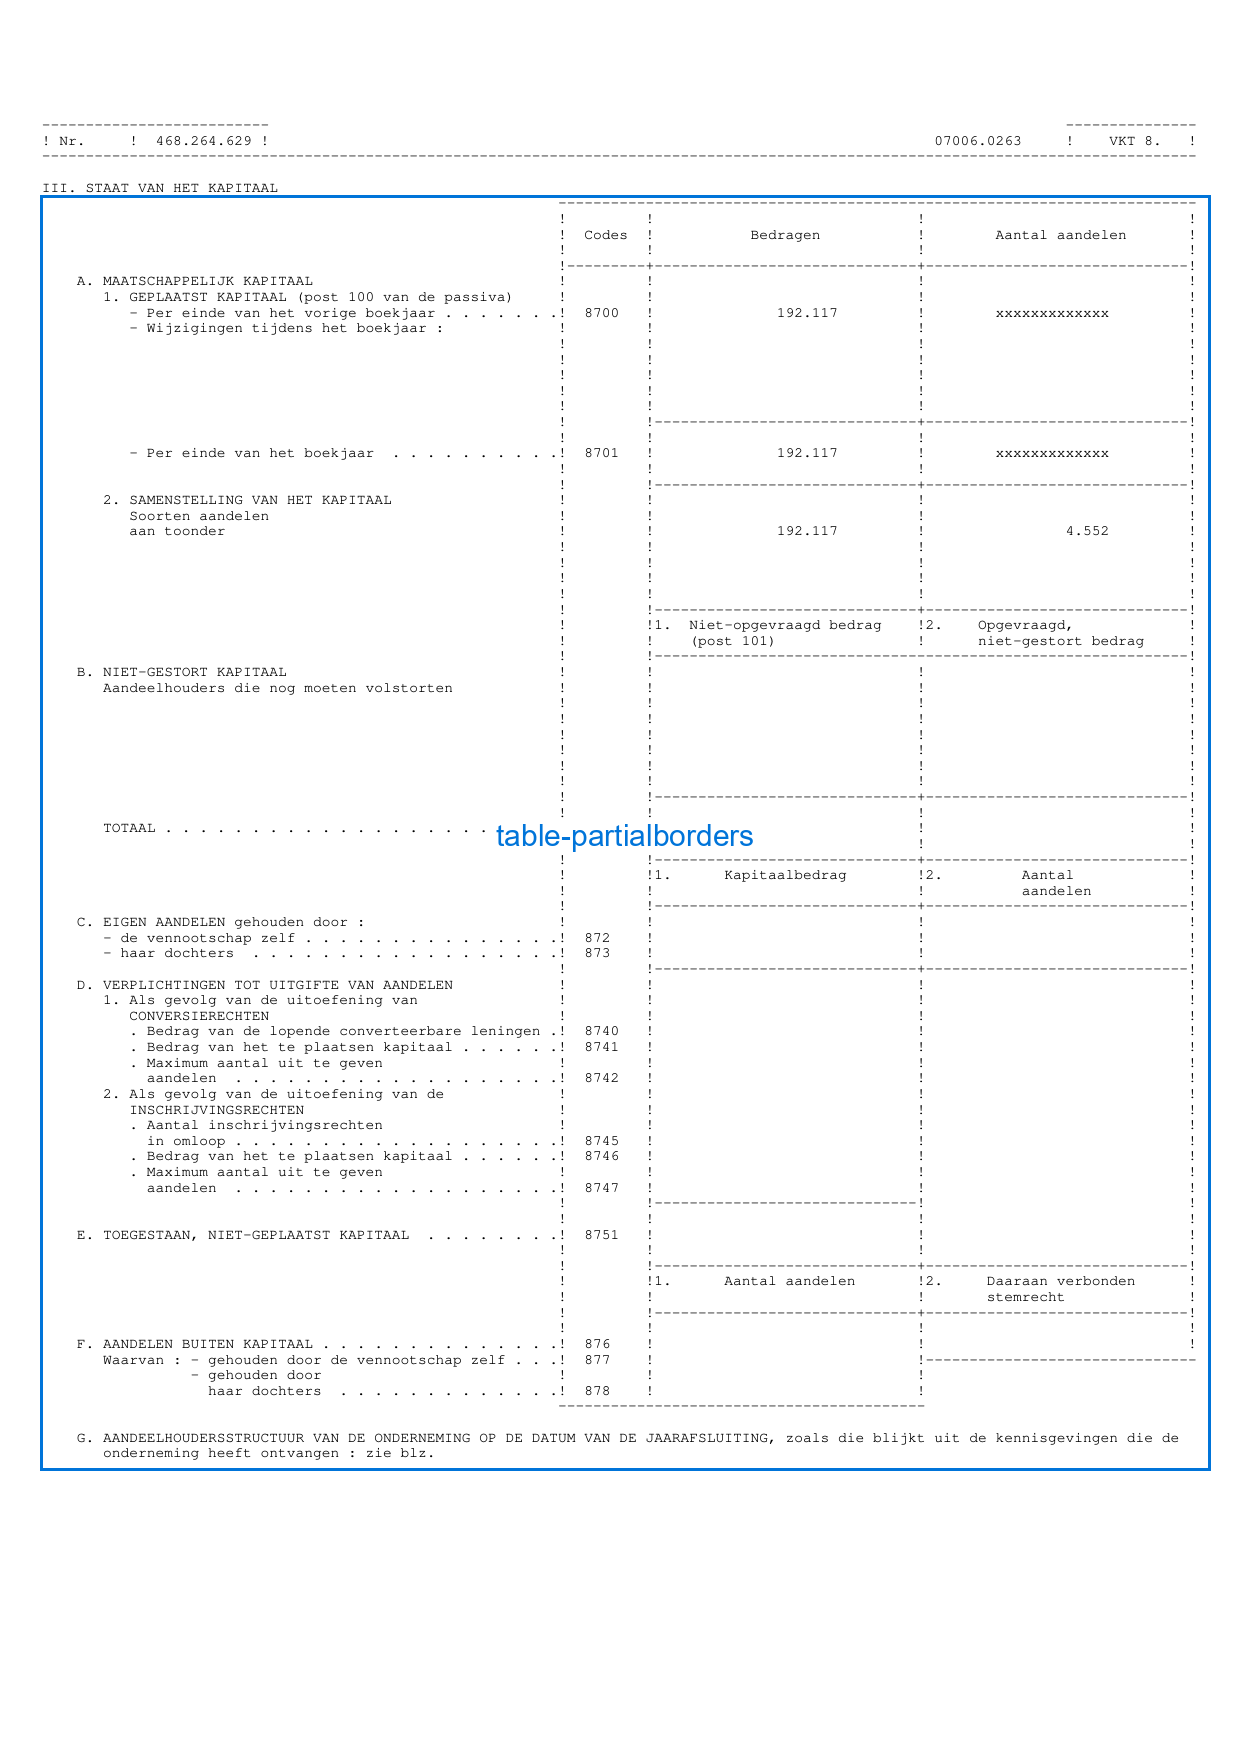 ! Nr. ! 468.264.629 ! 07006.0263 ! VKT 8. !
III. STAAT VAN HET KAPITAAL
! Codes ! Bedragen ! Aantal aandelen !
A. MAATSCHAPPELIJK KAPITAAL
1. GEPLAATST KAPITAAL (post 100 van de passiva)
- Per einde van het vorige boekjaar . . . . . . .! 8700 ! 192.117 ! xxxxxxxxxxxxx !
- Wijzigingen tijdens het boekjaar :
- Per einde van het boekjaar . . . . . . . . . .! 8701 ! 192.117 ! xxxxxxxxxxxxx !
2. SAMENSTELLING VAN HET KAPITAAL
Soorten aandelen
aan toonder ! ! 192.117 ! 4.552 !
!1. Niet-opgevraagd bedrag !2. Opgevraagd, !
! (post 101) ! niet-gestort bedrag !
B. NIET-GESTORT KAPITAAL
Aandeelhouders die nog moeten volstorten
TOTAAL . . . . . . . . . . . . . . . . . . .
table-partialborders
!1. Kapitaalbedrag !2. Aantal !
! ! aandelen !
C. EIGEN AANDELEN gehouden door :
- de vennootschap zelf . . . . . . . . . . . . . . .! 872 ! ! !
- haar dochters . . . . . . . . . . . . . . . . . .! 873 ! ! !
D. VERPLICHTINGEN TOT UITGIFTE VAN AANDELEN
1. Als gevolg van de uitoefening van
CONVERSIERECHTEN
. Bedrag van de lopende converteerbare leningen .! 8740 ! ! !
. Bedrag van het te plaatsen kapitaal . . . . . .! 8741 ! ! !
. Maximum aantal uit te geven
aandelen . . . . . . . . . . . . . . . . . . .! 8742 ! ! !
2. Als gevolg van de uitoefening van de
INSCHRIJVINGSRECHTEN
. Aantal inschrijvingsrechten
in omloop . . . . . . . . . . . . . . . . . . .! 8745 ! ! !
. Bedrag van het te plaatsen kapitaal . . . . . .! 8746 ! ! !
. Maximum aantal uit te geven
aandelen . . . . . . . . . . . . . . . . . . .! 8747 ! ! !
E. TOEGESTAAN, NIET-GEPLAATST KAPITAAL . . . . . . . .! 8751 ! ! !
!1. Aantal aandelen !2. Daaraan verbonden !
! ! stemrecht !
F. AANDELEN BUITEN KAPITAAL . . . . . . . . . . . . . .! 876 ! ! !
Waarvan : - gehouden door de vennootschap zelf . . .! 877 ! !
- gehouden door
haar dochters . . . . . . . . . . . . .! 878 ! !
G. AANDEELHOUDERSSTRUCTUUR VAN DE ONDERNEMING OP DE DATUM VAN DE JAARAFSLUITING, zoals die blijkt uit de kennisgevingen die de
onderneming heeft ontvangen : zie blz.